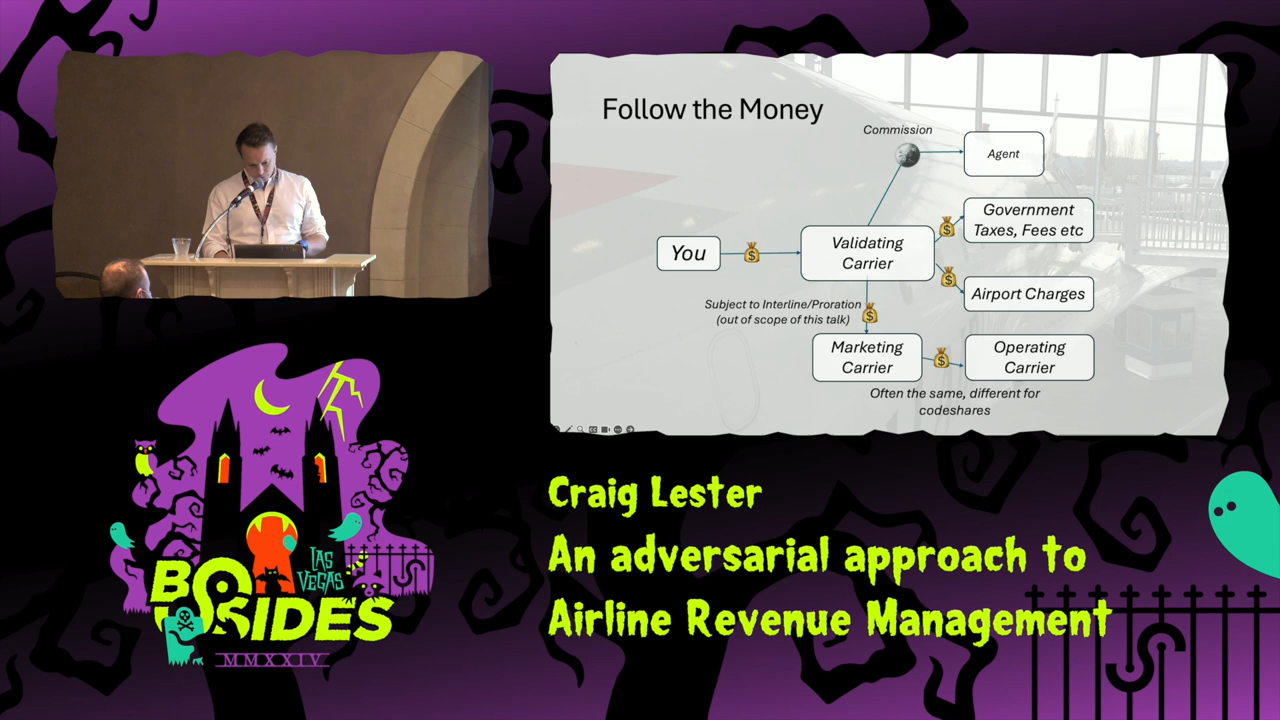 Follow the Money
Commission
Agent
Government
Taxes, Fees etc
You
Validating
Carrier
Airport Charges
Subject to Interline/Proration
(out of scope of this talk)
Marketing
Carrier
Operating
Carrier
Often the same, different for
codeshares
Craig Lester
An adversarial approach to
Airline Revenue Management
LAS
VEGAS
BSIDES
MMXXIV